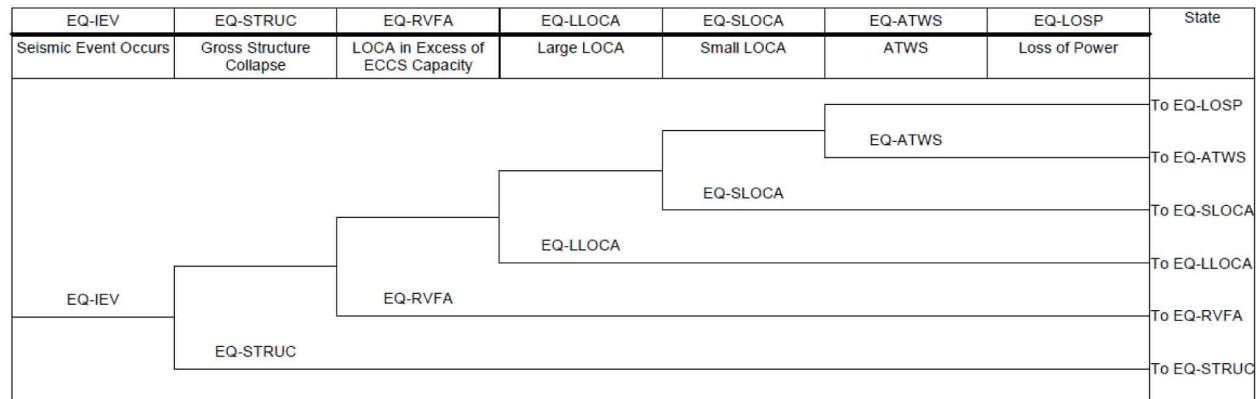 EQ-IEV EQ-STRUC EQ-RVFA EQ-LLOCA EQ-SLOCA EQ-ATWS EQ-LOSP State
Seismic Event Occurs Gross Structure LOCA in Excess of Large LOCA Small LOCA ATWS Loss of Power
Collapse ECCS Capacity
To EQ-LOSP
EQ-ATWS
To EQ-ATWS
EQ-SLOCA
To EQ-SLOCA
EQ-LLOCA
To EQ-LLOCA
EQ-IEV EQ-RVFA
To EQ-RVFA
EQ-STRUC
To EQ-STRUC